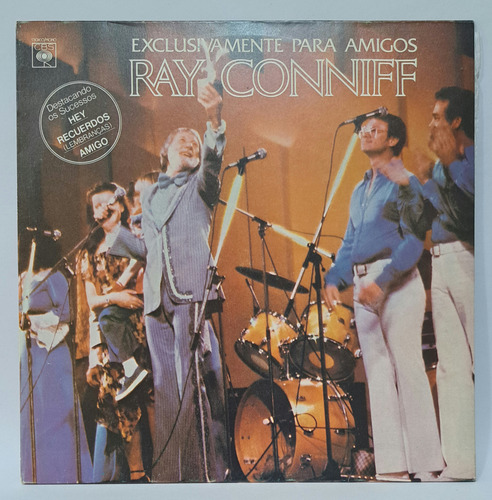 CBS
EXCLUSIVAMENTE PARA AMIGOS
RAY CONNIFF
Destacando
os Sucessos
HEY
RECUERDOS
(LEMBRANÇAS)
AMIGO